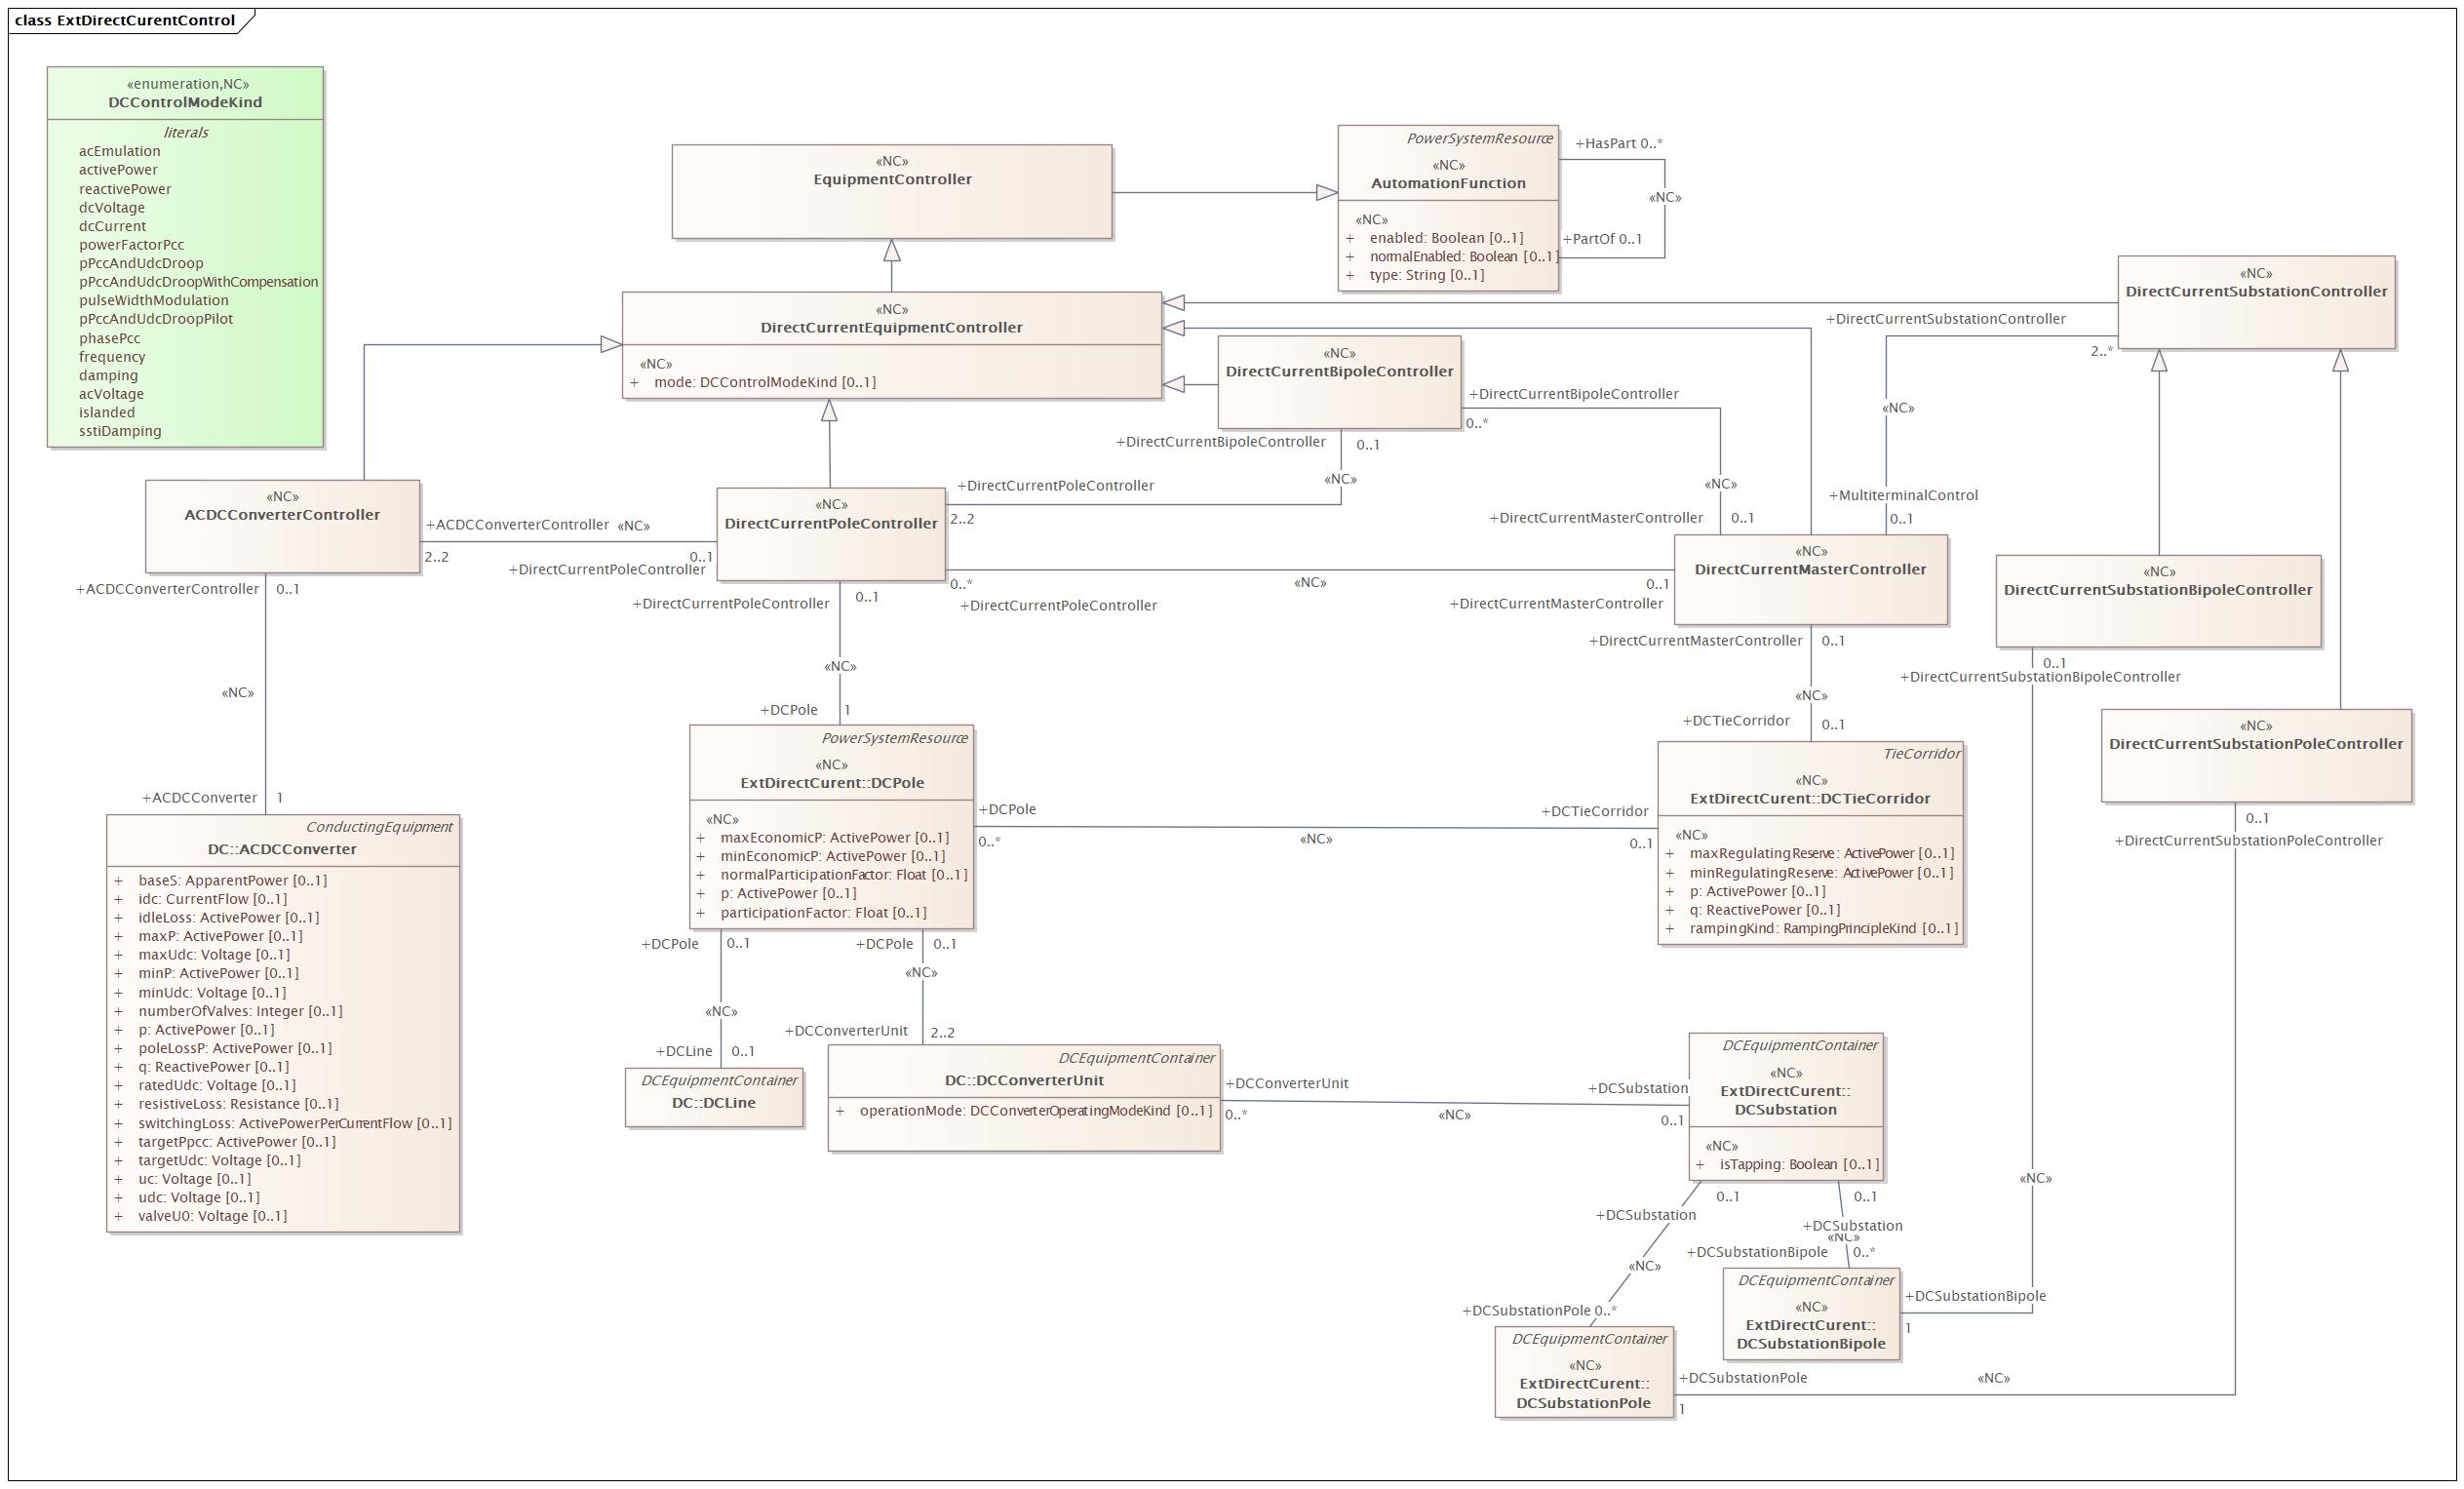 class ExtDirectCurentControl
«enumeration,NC»
DCControlModeKind
literals
acEmulation
activePower
reactivePower
dcVoltage
dcCurrent
powerFactorPcc
pPccAndUdcDroop
pPccAndUdcDroopWithCompensation
pulseWidthModulation
pPccAndUdcDroopPilot
phasePcc
frequency
damping
acVoltage
islanded
sstiDamping
«NC»
EquipmentController
PowerSystemResource
«NC»
AutomationFunction
«NC»
+ enabled: Boolean [0..1]
+ normalEnabled: Boolean [0..1]
+ type: String [0..1]
+HasPart 0..*
«NC»
+PartOf 0..1
«NC»
DirectCurrentSubstationController
«NC»
DirectCurrentEquipmentController
«NC»
+ mode: DCControlModeKind [0..1]
«NC»
DirectCurrentBipoleController
+DirectCurrentSubstationController
2..*
«NC»
+MultiterminalControl
0..1
+DirectCurrentBipoleController
0..*
«NC»
+DirectCurrentMasterController
0..1
+DirectCurrentBipoleController
0..1
«NC»
+DirectCurrentPoleController
2..2
«NC»
ACDCConverterController
+ACDCConverterController
«NC»
2..2
0..1
+DirectCurrentPoleController
«NC»
DirectCurrentPoleController
0..*
+DirectCurrentPoleController
«NC»
0..1
+DirectCurrentMasterController
«NC»
DirectCurrentMasterController
«NC»
DirectCurrentSubstationBipoleController
+ACDCConverterController
0..1
«NC»
+ACDCConverter
1
+DirectCurrentPoleController
0..1
«NC»
+DCPole
1
+DirectCurrentMasterController
0..1
«NC»
+DCTieCorridor
0..1
0..1
+DirectCurrentSubstationBipoleController
«NC»
DirectCurrentSubstationPoleController
0..1
+DirectCurrentSubstationPoleController
ConductingEquipment
DC::ACDCConverter
+ baseS: ApparentPower [0..1]
+ idc: CurrentFlow [0..1]
+ idleLoss: ActivePower [0..1]
+ maxP: ActivePower [0..1]
+ maxUdc: Voltage [0..1]
+ minP: ActivePower [0..1]
+ minUdc: Voltage [0..1]
+ numberOfValves: Integer [0..1]
+ p: ActivePower [0..1]
+ poleLossP: ActivePower [0..1]
+ q: ReactivePower [0..1]
+ ratedUdc: Voltage [0..1]
+ resistiveLoss: Resistance [0..1]
+ switchingLoss: ActivePowerPerCurrentFlow [0..1]
+ targetPpcc: ActivePower [0..1]
+ targetUdc: Voltage [0..1]
+ uc: Voltage [0..1]
+ udc: Voltage [0..1]
+ valveU0: Voltage [0..1]
PowerSystemResource
«NC»
ExtDirectCurent::DCPole
«NC»
+ maxEconomicP: ActivePower [0..1]
+ minEconomicP: ActivePower [0..1]
+ normalParticipationFactor: Float [0..1]
+ p: ActivePower [0..1]
+ participationFactor: Float [0..1]
+DCPole
0..*
«NC»
+DCTieCorridor
0..1
TieCorridor
«NC»
ExtDirectCurent::DCTieCorridor
«NC»
+ maxRegulatingReserve: ActivePower [0..1]
+ minRegulatingReserve: ActivePower [0..1]
+ p: ActivePower [0..1]
+ q: ReactivePower [0..1]
+ rampingKind: RampingPrincipleKind [0..1]
+DCPole
0..1
«NC»
+DCLine
0..1
+DCPole
0..1
«NC»
+DCConverterUnit
2..2
DCEquipmentContainer
DC::DCLine
DCEquipmentContainer
DC::DCConverterUnit
+ operationMode: DCConverterOperatingModeKind [0..1]
+DCConverterUnit
0..*
«NC»
+DCSubstation
0..1
DCEquipmentContainer
«NC»
ExtDirectCurent::
DCSubstation
«NC»
+ isTapping: Boolean [0..1]
0..1
+DCSubstation
«NC»
+DCSubstationPole 0..*
0..1
+DCSubstation
«NC»
+DCSubstationBipole
0..*
«NC»
DCEquipmentContainer
«NC»
ExtDirectCurent::
DCSubstationBipole
+DCSubstationBipole
1
DCEquipmentContainer
«NC»
ExtDirectCurent::
DCSubstationPole
+DCSubstationPole
1
«NC»